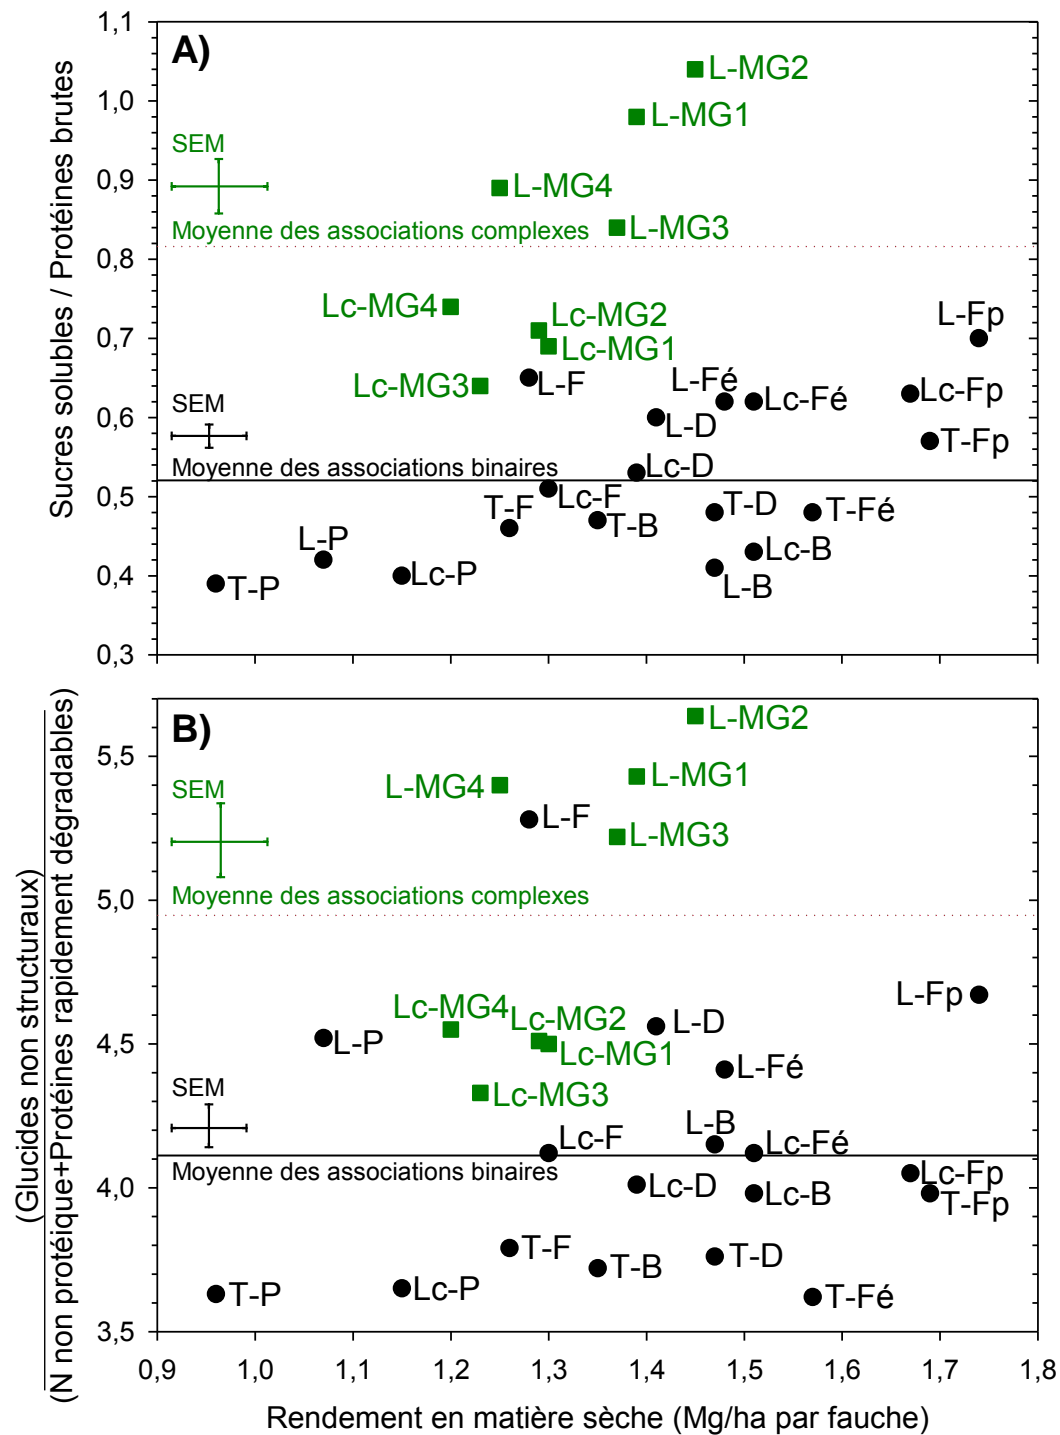 A)
Sucres solubles / Protéines brutes
1,1
1,0
0,9
0,8
0,7
0,6
0,5
0,4
0,3
L-MG2
L-MG1
SEM
L-MG4
L-MG3
Moyenne des associations complexes
Lc-MG4
Lc-MG2
Lc-MG1
L-Fp
Lc-MG3
L-F
L-Fé
Lc-Fé
Lc-Fp
SEM
L-D
T-Fp
Moyenne des associations binaires
Lc-D
Lc-F
T-F
T-B
T-D
T-Fé
L-P
Lc-B
T-P
Lc-P
L-B
B)
(Glucides non structuraux)
(N non protéique+Protéines rapidement dégradables)
5,5
5,0
4,5
4,0
3,5
L-MG2
SEM
L-MG4
L-MG1
L-F
L-MG3
Moyenne des associations complexes
L-Fp
Lc-MG4
Lc-MG2
L-D
L-P
Lc-MG1
L-Fé
SEM
Lc-MG3
L-B
Lc-F
Lc-Fé
Moyenne des associations binaires
Lc-D
Lc-B
Lc-Fp
T-Fp
T-F
T-B
T-D
T-P
Lc-P
T-Fé
0,9
1,0
1,1
1,2
1,3
1,4
1,5
1,6
1,7
1,8
Rendement en matière sèche (Mg/ha par fauche)